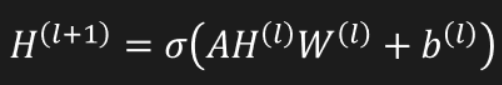 H^{(l+1)} = σ(AH^{(l)}W^{(l)} + b^{(l)})